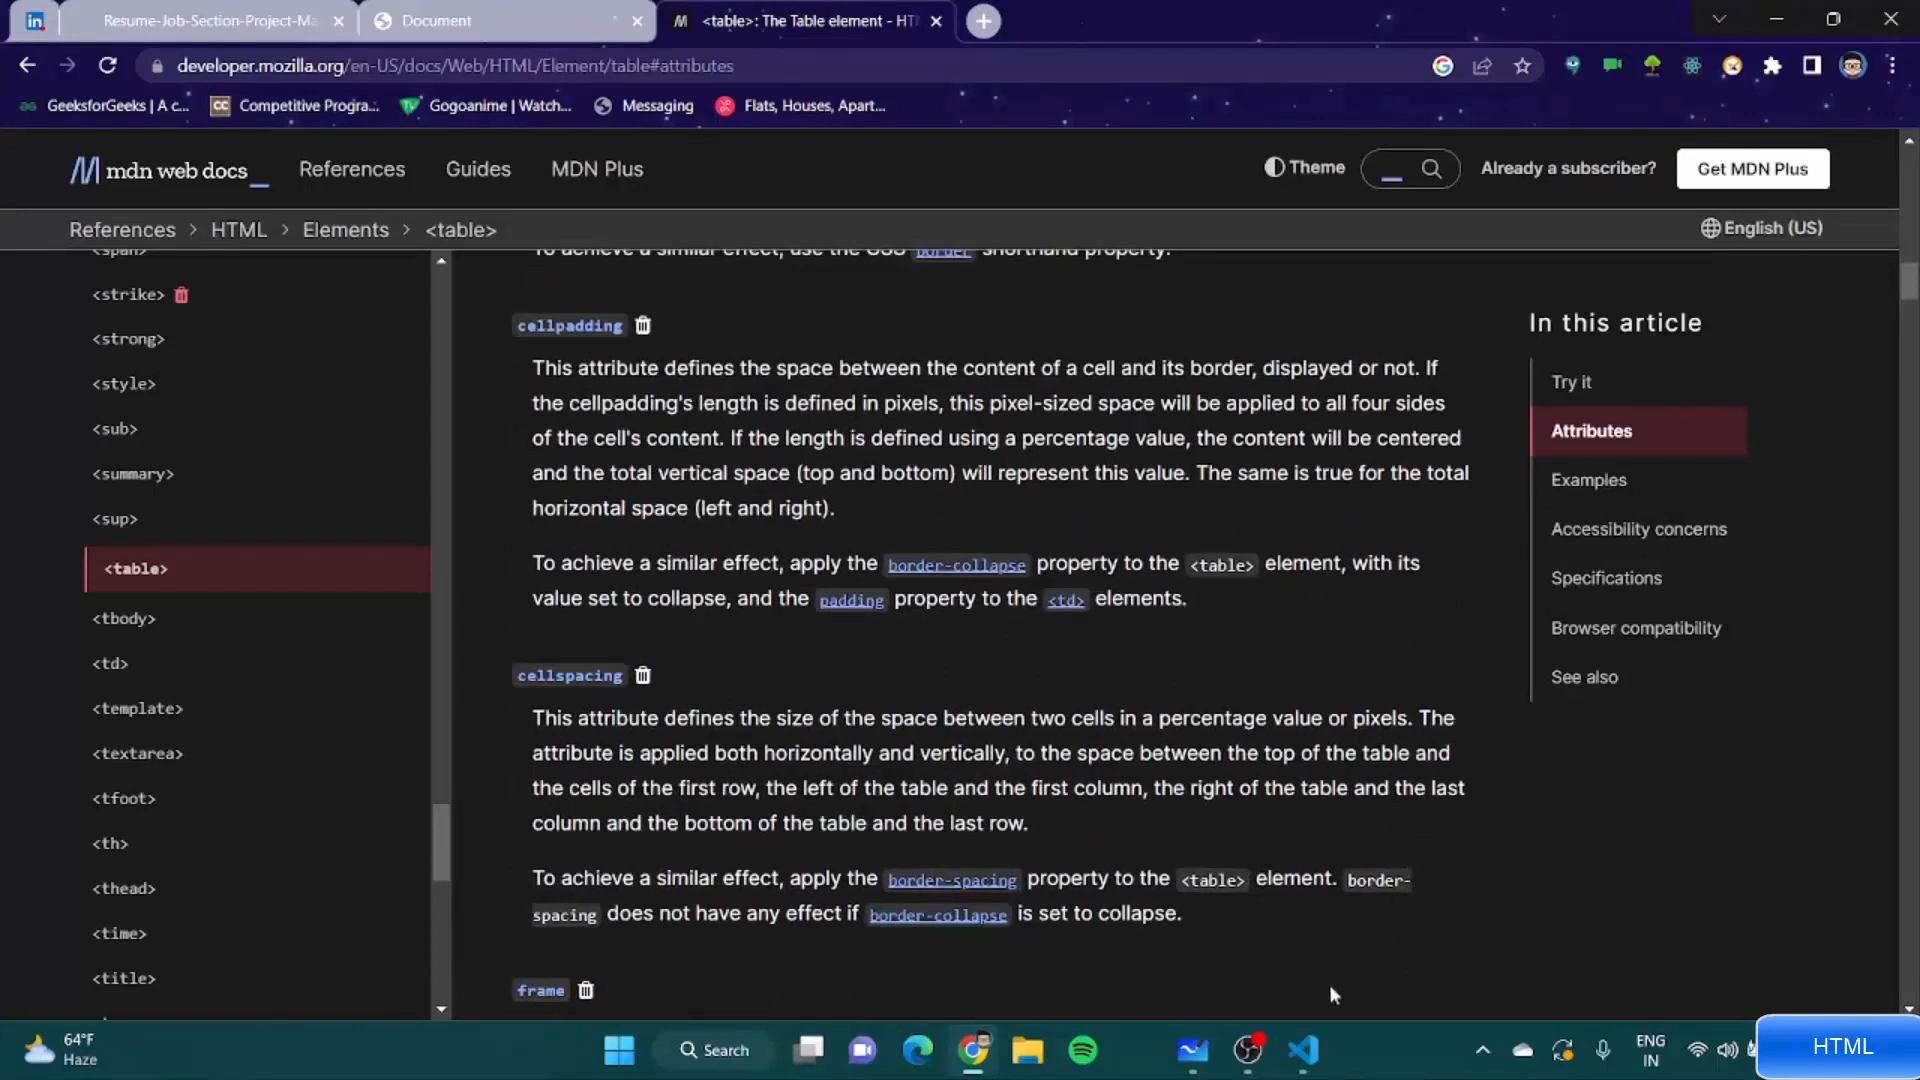 Resume-Job-Section-Project-Ma
Document
<table>: The Table element - HT
developer.mozilla.org/en-US/docs/Web/HTML/Element/table#attributes
GeeksforGeeks | A c...
CC
Competitive Progra...
Gogoanime | Watch...
Messaging
Flats, Houses, Apart...
mdn web docs_
References
Guides
MDN Plus
Theme
Already a subscriber?
Get MDN Plus
References > HTML > Elements > <table>
English (US)
<span>
<strike>
<strong>
<style>
<sub>
<summary>
<sup>
<table>
<tbody>
<td>
<template>
<textarea>
<tfoot>
<th>
<thead>
<time>
<title>
To achieve a similar effect, use the CSS border shorthand property.
cellpadding
This attribute defines the space between the content of a cell and its border, displayed or not. If
the cellpadding's length is defined in pixels, this pixel-sized space will be applied to all four sides
of the cell's content. If the length is defined using a percentage value, the content will be centered
and the total vertical space (top and bottom) will represent this value. The same is true for the total
horizontal space (left and right).
To achieve a similar effect, apply the border-collapse property to the <table> element, with its
value set to collapse, and the padding property to the <td> elements.
cellspacing
This attribute defines the size of the space between two cells in a percentage value or pixels. The
attribute is applied both horizontally and vertically, to the space between the top of the table and
the cells of the first row, the left of the table and the first column, the right of the table and the last
column and the bottom of the table and the last row.
To achieve a similar effect, apply the border-spacing property to the <table> element. border-
spacing does not have any effect if border-collapse is set to collapse.
frame
In this article
Try it
Attributes
Examples
Accessibility concerns
Specifications
Browser compatibility
See also
64°F
Haze
Search
ENG
IN
HTML